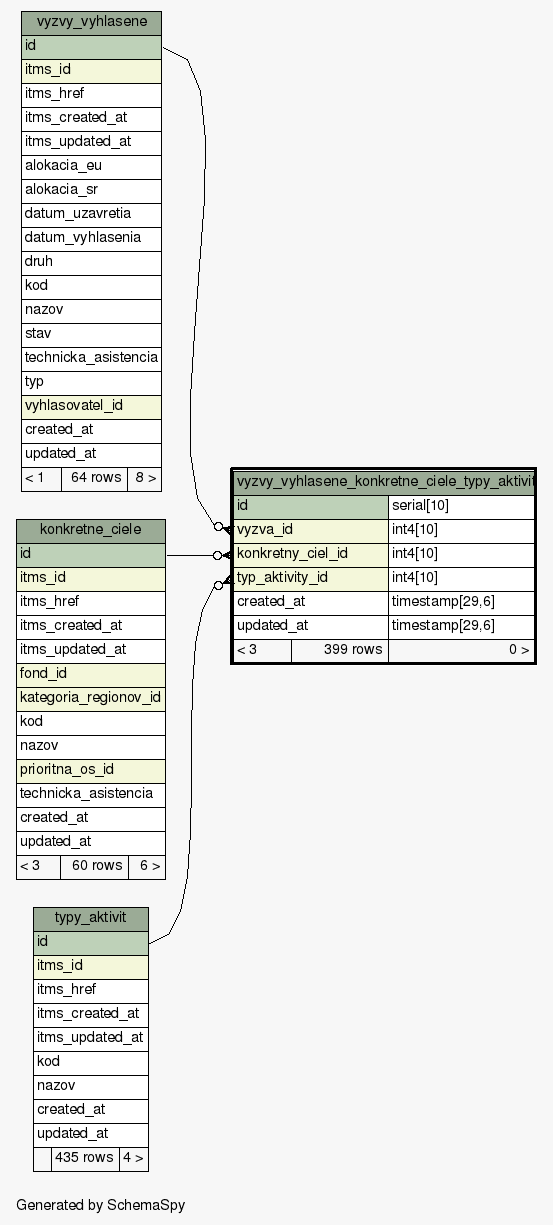 vyzvy_vyhlasene
id
itms_id
itms_href
itms_created_at
itms_updated_at
alokacia_eu
alokacia_sr
datum_uzavretia
datum_vyhlasenia
druh
kod
nazov
stav
technicka_asistencia
typ
vyhlasovatel_id
created_at
updated_at
< 1 64 rows 8 >
konkretne_ciele
id
itms_id
itms_href
itms_created_at
itms_updated_at
fond_id
kategoria_regionov_id
kod
nazov
prioritna_os_id
technicka_asistencia
created_at
updated_at
< 3 60 rows 6 >
typy_aktivit
id
itms_id
itms_href
itms_created_at
itms_updated_at
kod
nazov
created_at
updated_at
435 rows 4 >
vyzvy_vyhlasene_konkretne_ciele_typy_aktivit
id serial[10]
vyzva_id int4[10]
konkretny_ciel_id int4[10]
typ_aktivity_id int4[10]
created_at timestamp[29,6]
updated_at timestamp[29,6]
< 3 399 rows 0 >
Generated by SchemaSpy